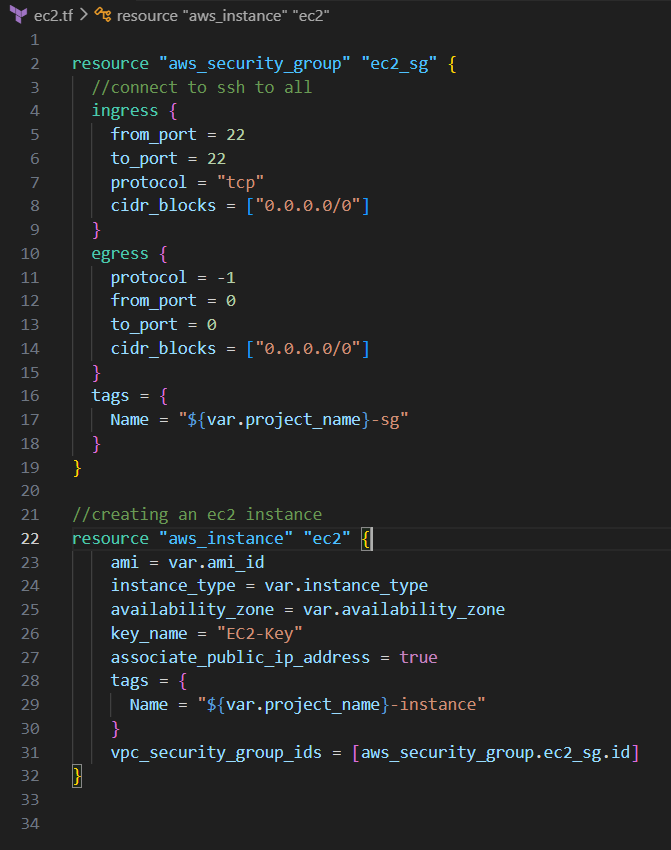 ec2.tf > resource "aws_instance" "ec2"
1
2 resource "aws_security_group" "ec2_sg" {
3   //connect to ssh to all
4   ingress {
5     from_port = 22
6     to_port = 22
7     protocol = "tcp"
8     cidr_blocks = ["0.0.0.0/0"]
9   }
10   egress {
11     protocol = -1
12     from_port = 0
13     to_port = 0
14     cidr_blocks = ["0.0.0.0/0"]
15   }
16   tags = {
17     Name = "${var.project_name}-sg"
18   }
19 }
20
21 //creating an ec2 instance
22 resource "aws_instance" "ec2" {
23     ami = var.ami_id
24     instance_type = var.instance_type
25     availability_zone = var.availability_zone
26     key_name = "EC2-Key"
27     associate_public_ip_address = true
28     tags = {
29       Name = "${var.project_name}-instance"
30     }
31     vpc_security_group_ids = [aws_security_group.ec2_sg.id]
32 }
33
34